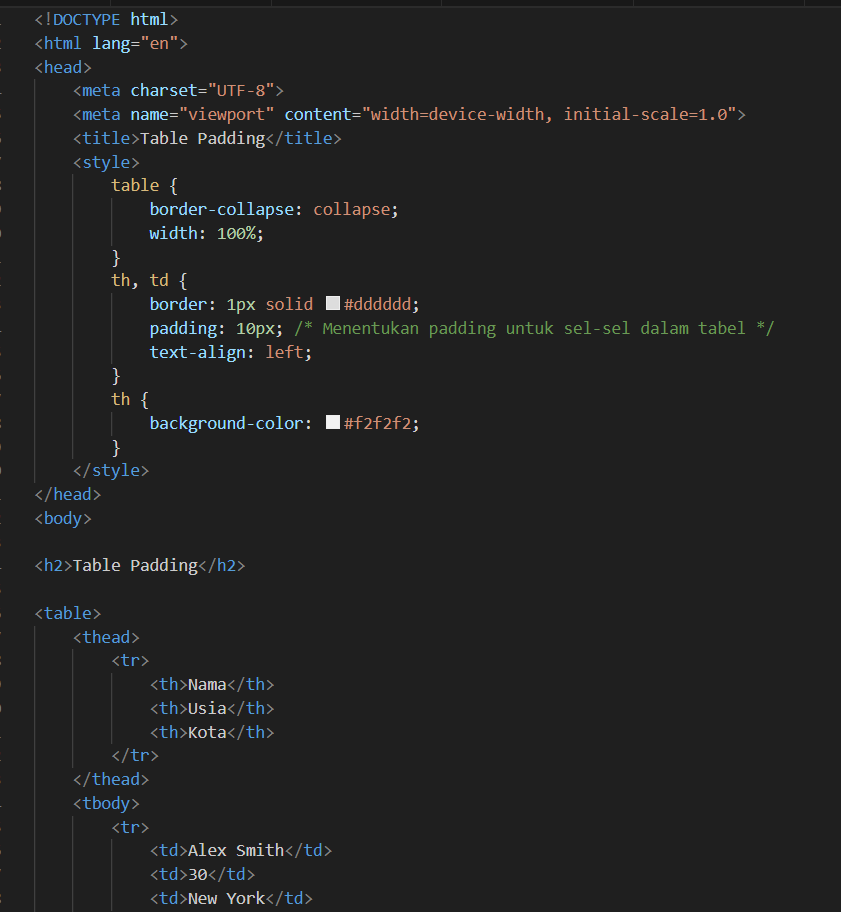 <!DOCTYPE html>
<html lang="en">
<head>
<meta charset="UTF-8">
<meta name="viewport" content="width=device-width, initial-scale=1.0">
<title>Table Padding</title>
<style>
table {
border-collapse: collapse;
width: 100%;
}
th, td {
border: 1px solid #dddddd;
padding: 10px; /* Menentukan padding untuk sel-sel dalam tabel */
text-align: left;
}
th {
background-color: #f2f2f2;
}
</style>
</head>
<body>
<h2>Table Padding</h2>
<table>
<thead>
<tr>
<th>Nama</th>
<th>Usia</th>
<th>Kota</th>
</tr>
</thead>
<tbody>
<tr>
<td>Alex Smith</td>
<td>30</td>
<td>New York</td>